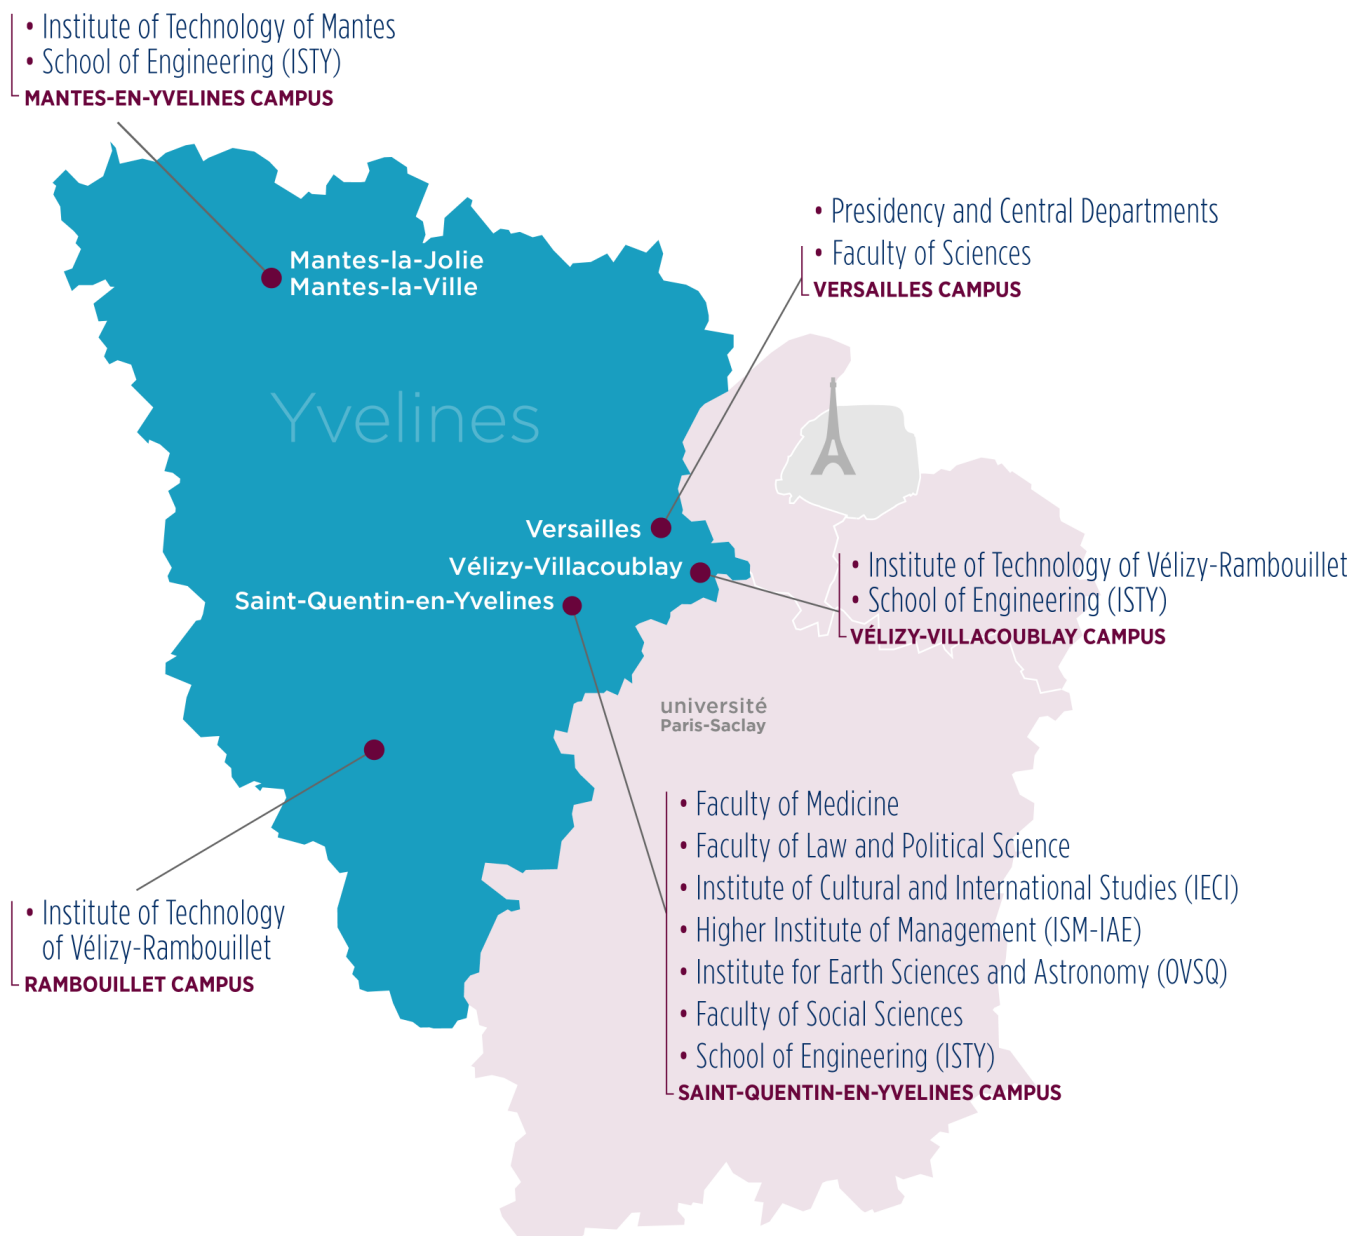 • Institute of Technology of Mantes
• School of Engineering (ISTY)
MANTES-EN-YVELINES CAMPUS
• Presidency and Central Departments
• Faculty of Sciences
VERSAILLES CAMPUS
Mantes-la-Jolie
Mantes-la-Ville
Yvelines
Versailles
Vélizy-Villacoublay
Saint-Quentin-en-Yvelines
• Institute of Technology of Vélizy-Rambouillet
• School of Engineering (ISTY)
VÉLIZY-VILLACOUBLAY CAMPUS
université
Paris-Saclay
• Faculty of Medicine
• Faculty of Law and Political Science
• Institute of Cultural and International Studies (IECI)
• Higher Institute of Management (ISM-IAE)
• Institute for Earth Sciences and Astronomy (OVSQ)
• Faculty of Social Sciences
• School of Engineering (ISTY)
SAINT-QUENTIN-EN-YVELINES CAMPUS
• Institute of Technology
of Vélizy-Rambouillet
RAMBOUILLET CAMPUS